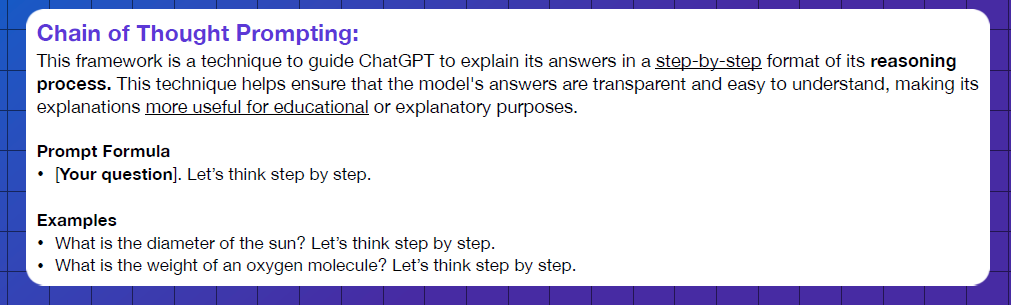 Chain of Thought Prompting:
This framework is a technique to guide ChatGPT to explain its answers in a step-by-step format of its reasoning
process. This technique helps ensure that the model's answers are transparent and easy to understand, making its
explanations more useful for educational or explanatory purposes.
Prompt Formula
• [Your question]. Let’s think step by step.
Examples
• What is the diameter of the sun? Let’s think step by step.
• What is the weight of an oxygen molecule? Let’s think step by step.